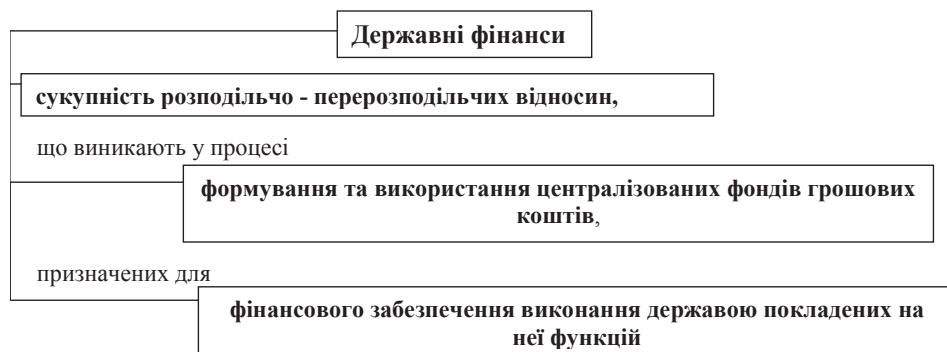 Державні фінанси
сукупність розподільчо - перерозподільчих відносин,
що виникають у процесі
формування та використання централізованих фондів грошових
коштів,
призначених для
фінансового забезпечення виконання державою покладених на
неї функцій